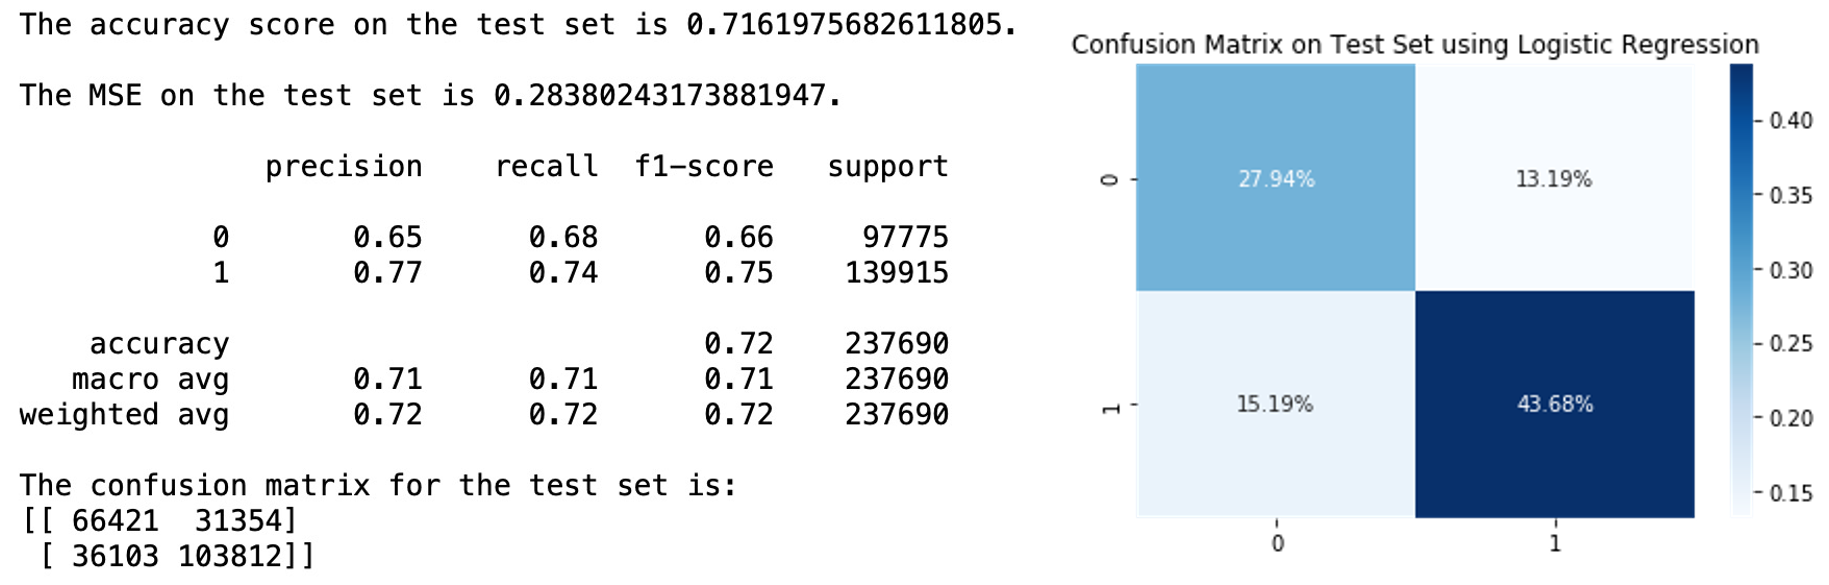 The accuracy score on the test set is 0.7161975682611805.
The MSE on the test set is 0.28380243173881947.
precision recall f1-score support
0 0.65 0.68 0.66 97775
1 0.77 0.74 0.75 139915
accuracy 0.72 237690
macro avg 0.71 0.71 0.71 237690
weighted avg 0.72 0.72 0.72 237690
The confusion matrix for the test set is:
[[ 66421 31354]
[ 36103 103812]]
Confusion Matrix on Test Set using Logistic Regression
0 27.94% 13.19%
1 15.19% 43.68%
0 1
0.40
0.35
0.30
0.25
0.20
0.15